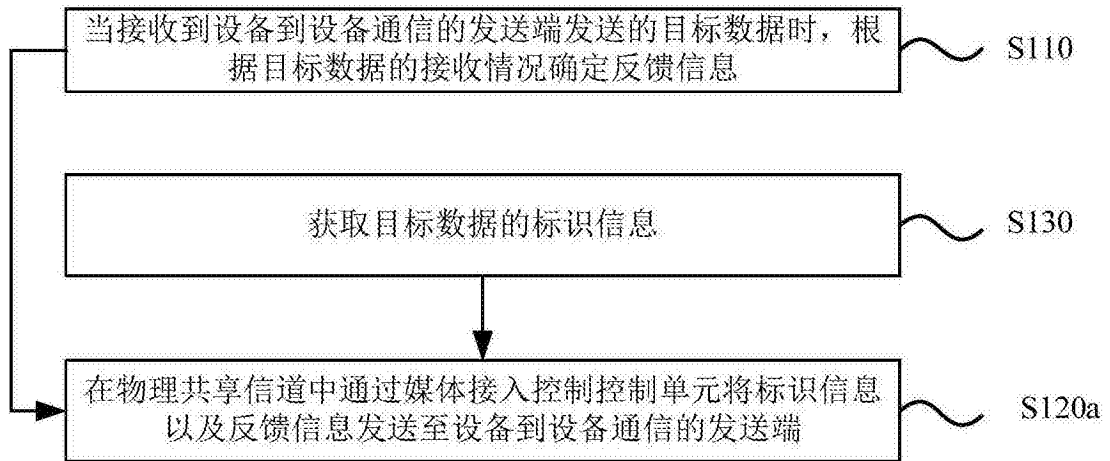 当接收到设备到设备通信的发送端发送的目标数据时，根
据目标数据的接收情况确定反馈信息
S110
获取目标数据的标识信息
S130
在物理共享信道中通过媒体接入控制控制单元将标识信息
以及反馈信息发送至设备到设备通信的发送端
S120a